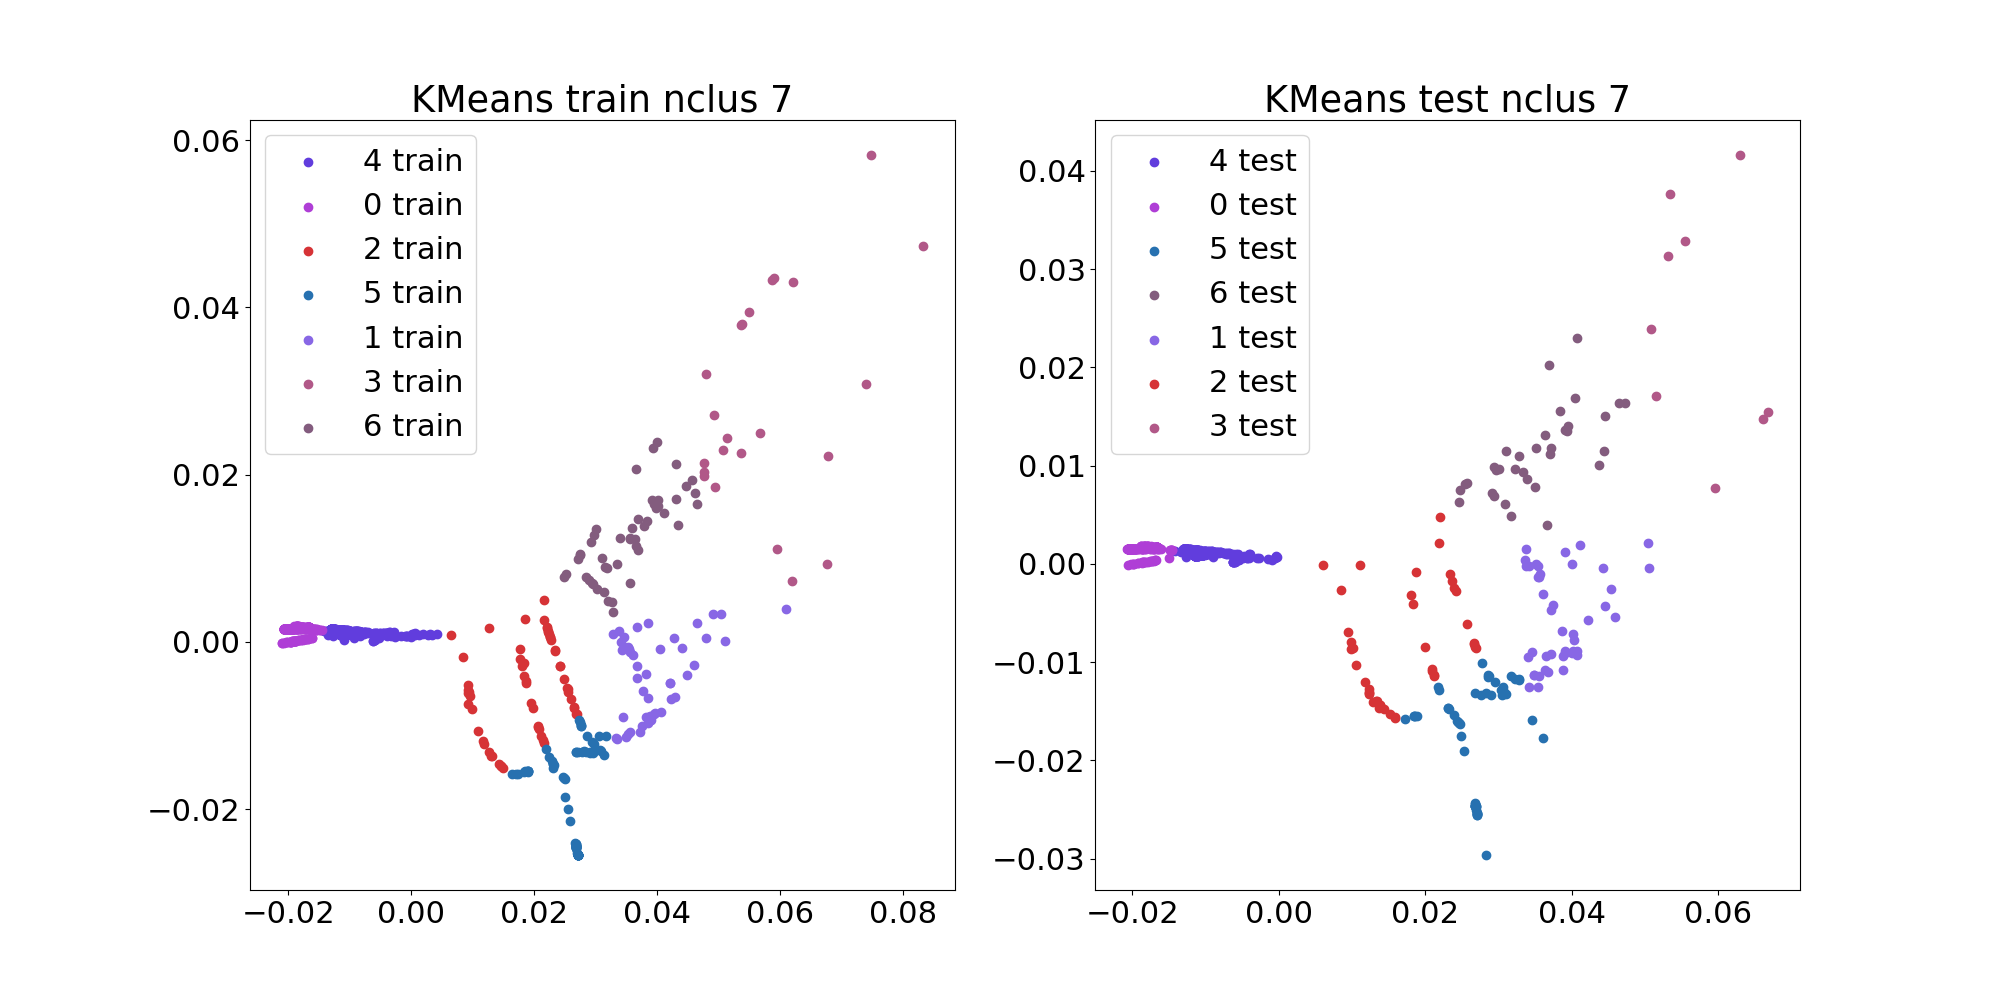 KMeans train nclus 7
0.06
0.04
0.02
0.00
−0.02
4 train
0 train
2 train
5 train
1 train
3 train
6 train
−0.02 0.00 0.02 0.04 0.06 0.08
KMeans test nclus 7
0.04
0.03
0.02
0.01
0.00
−0.01
−0.02
−0.03
4 test
0 test
5 test
6 test
1 test
2 test
3 test
−0.02 0.00 0.02 0.04 0.06